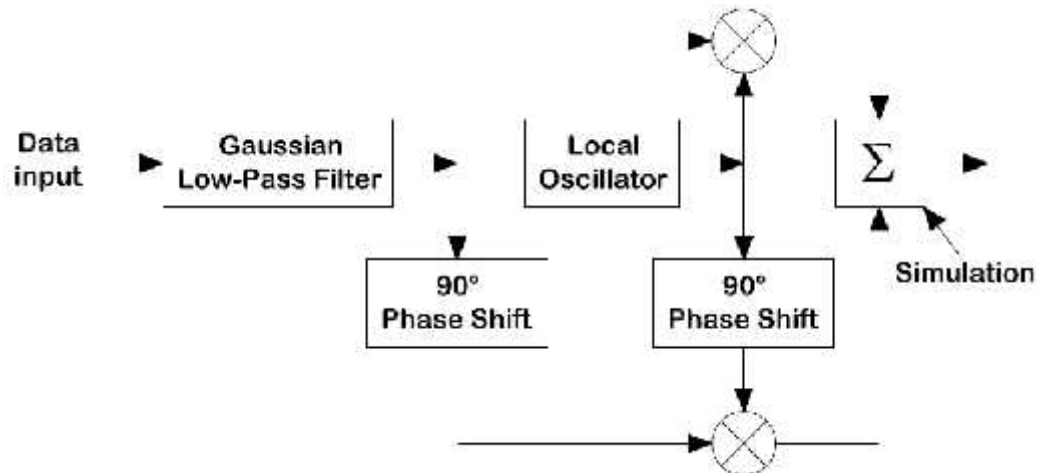 Data
input
Gaussian
Low-Pass Filter
Local
Oscillator
Σ
Simulation
90°
Phase Shift
90°
Phase Shift